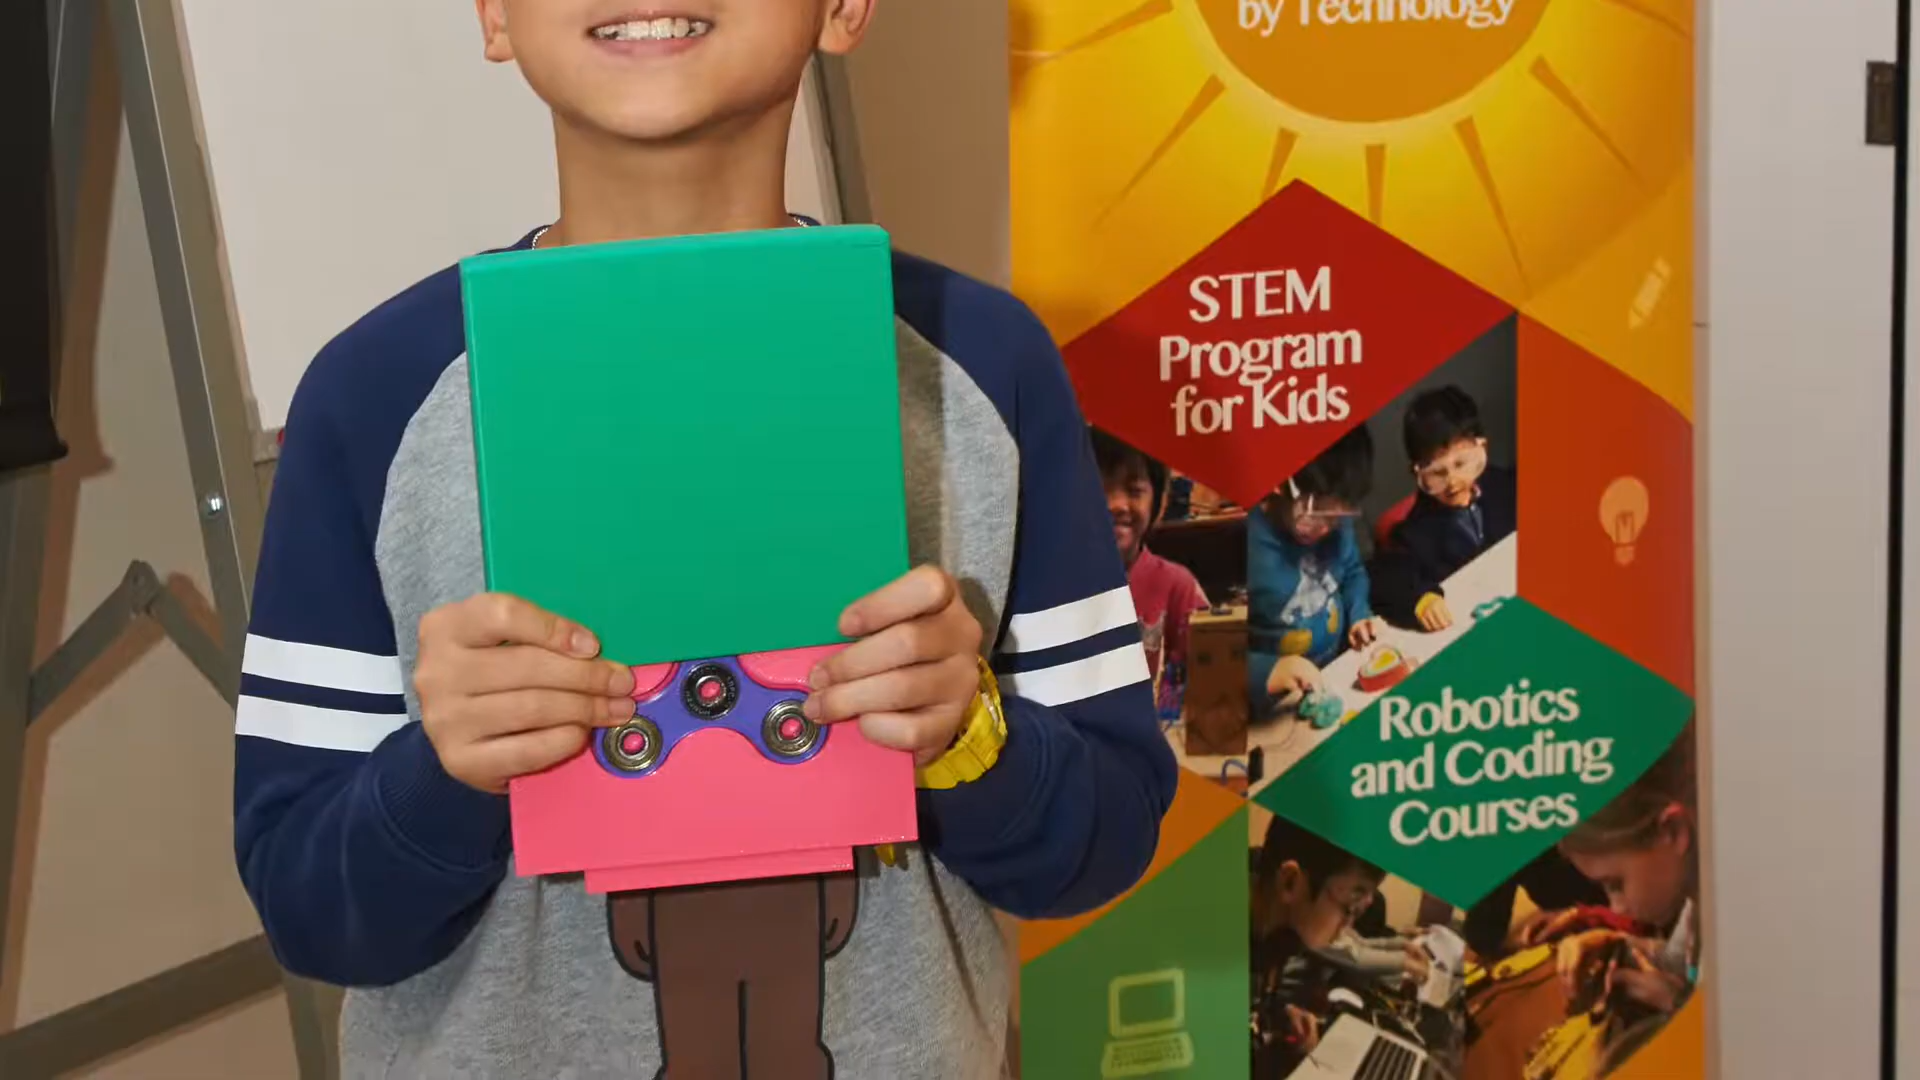 by Technology
STEM
Program
for Kids
Robotics
and Coding
Courses